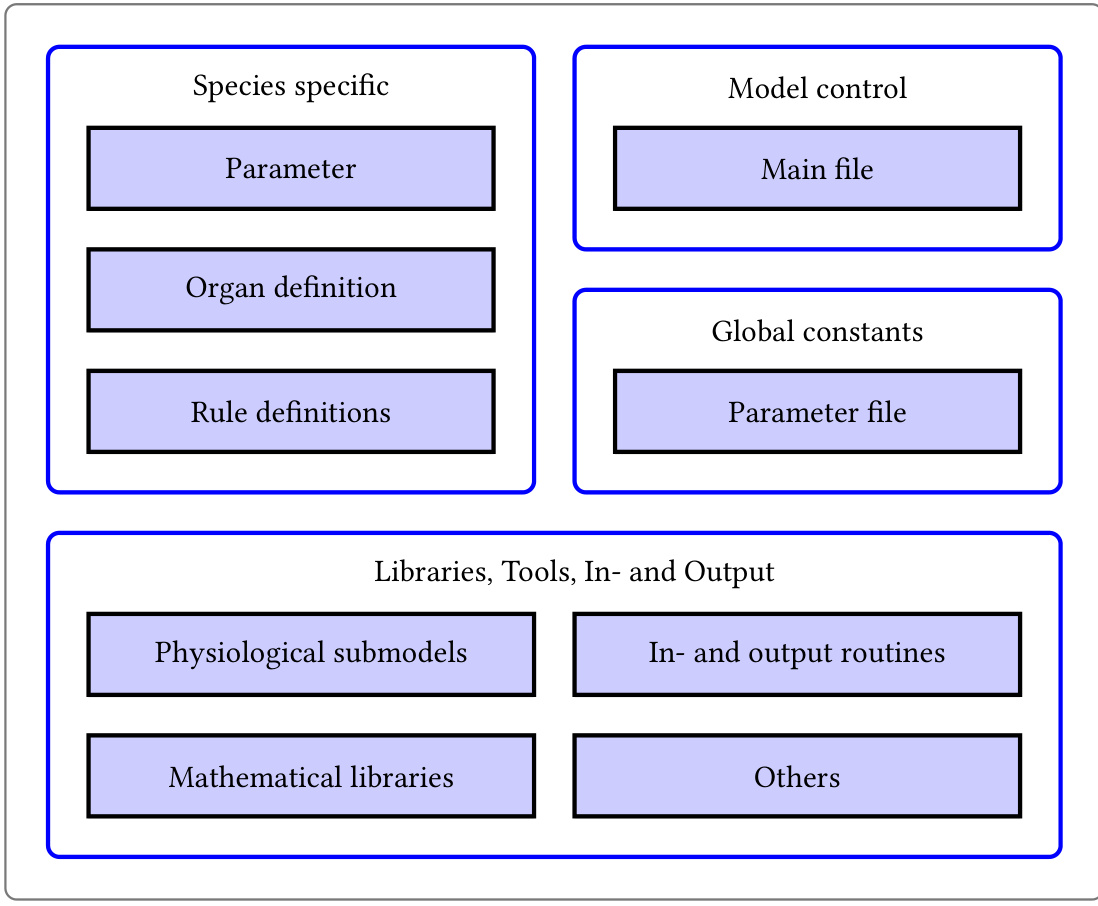 Species specific
Parameter
Organ definition
Rule definitions
Model control
Main file
Global constants
Parameter file
Libraries, Tools, In- and Output
Physiological submodels
In- and output routines
Mathematical libraries
Others